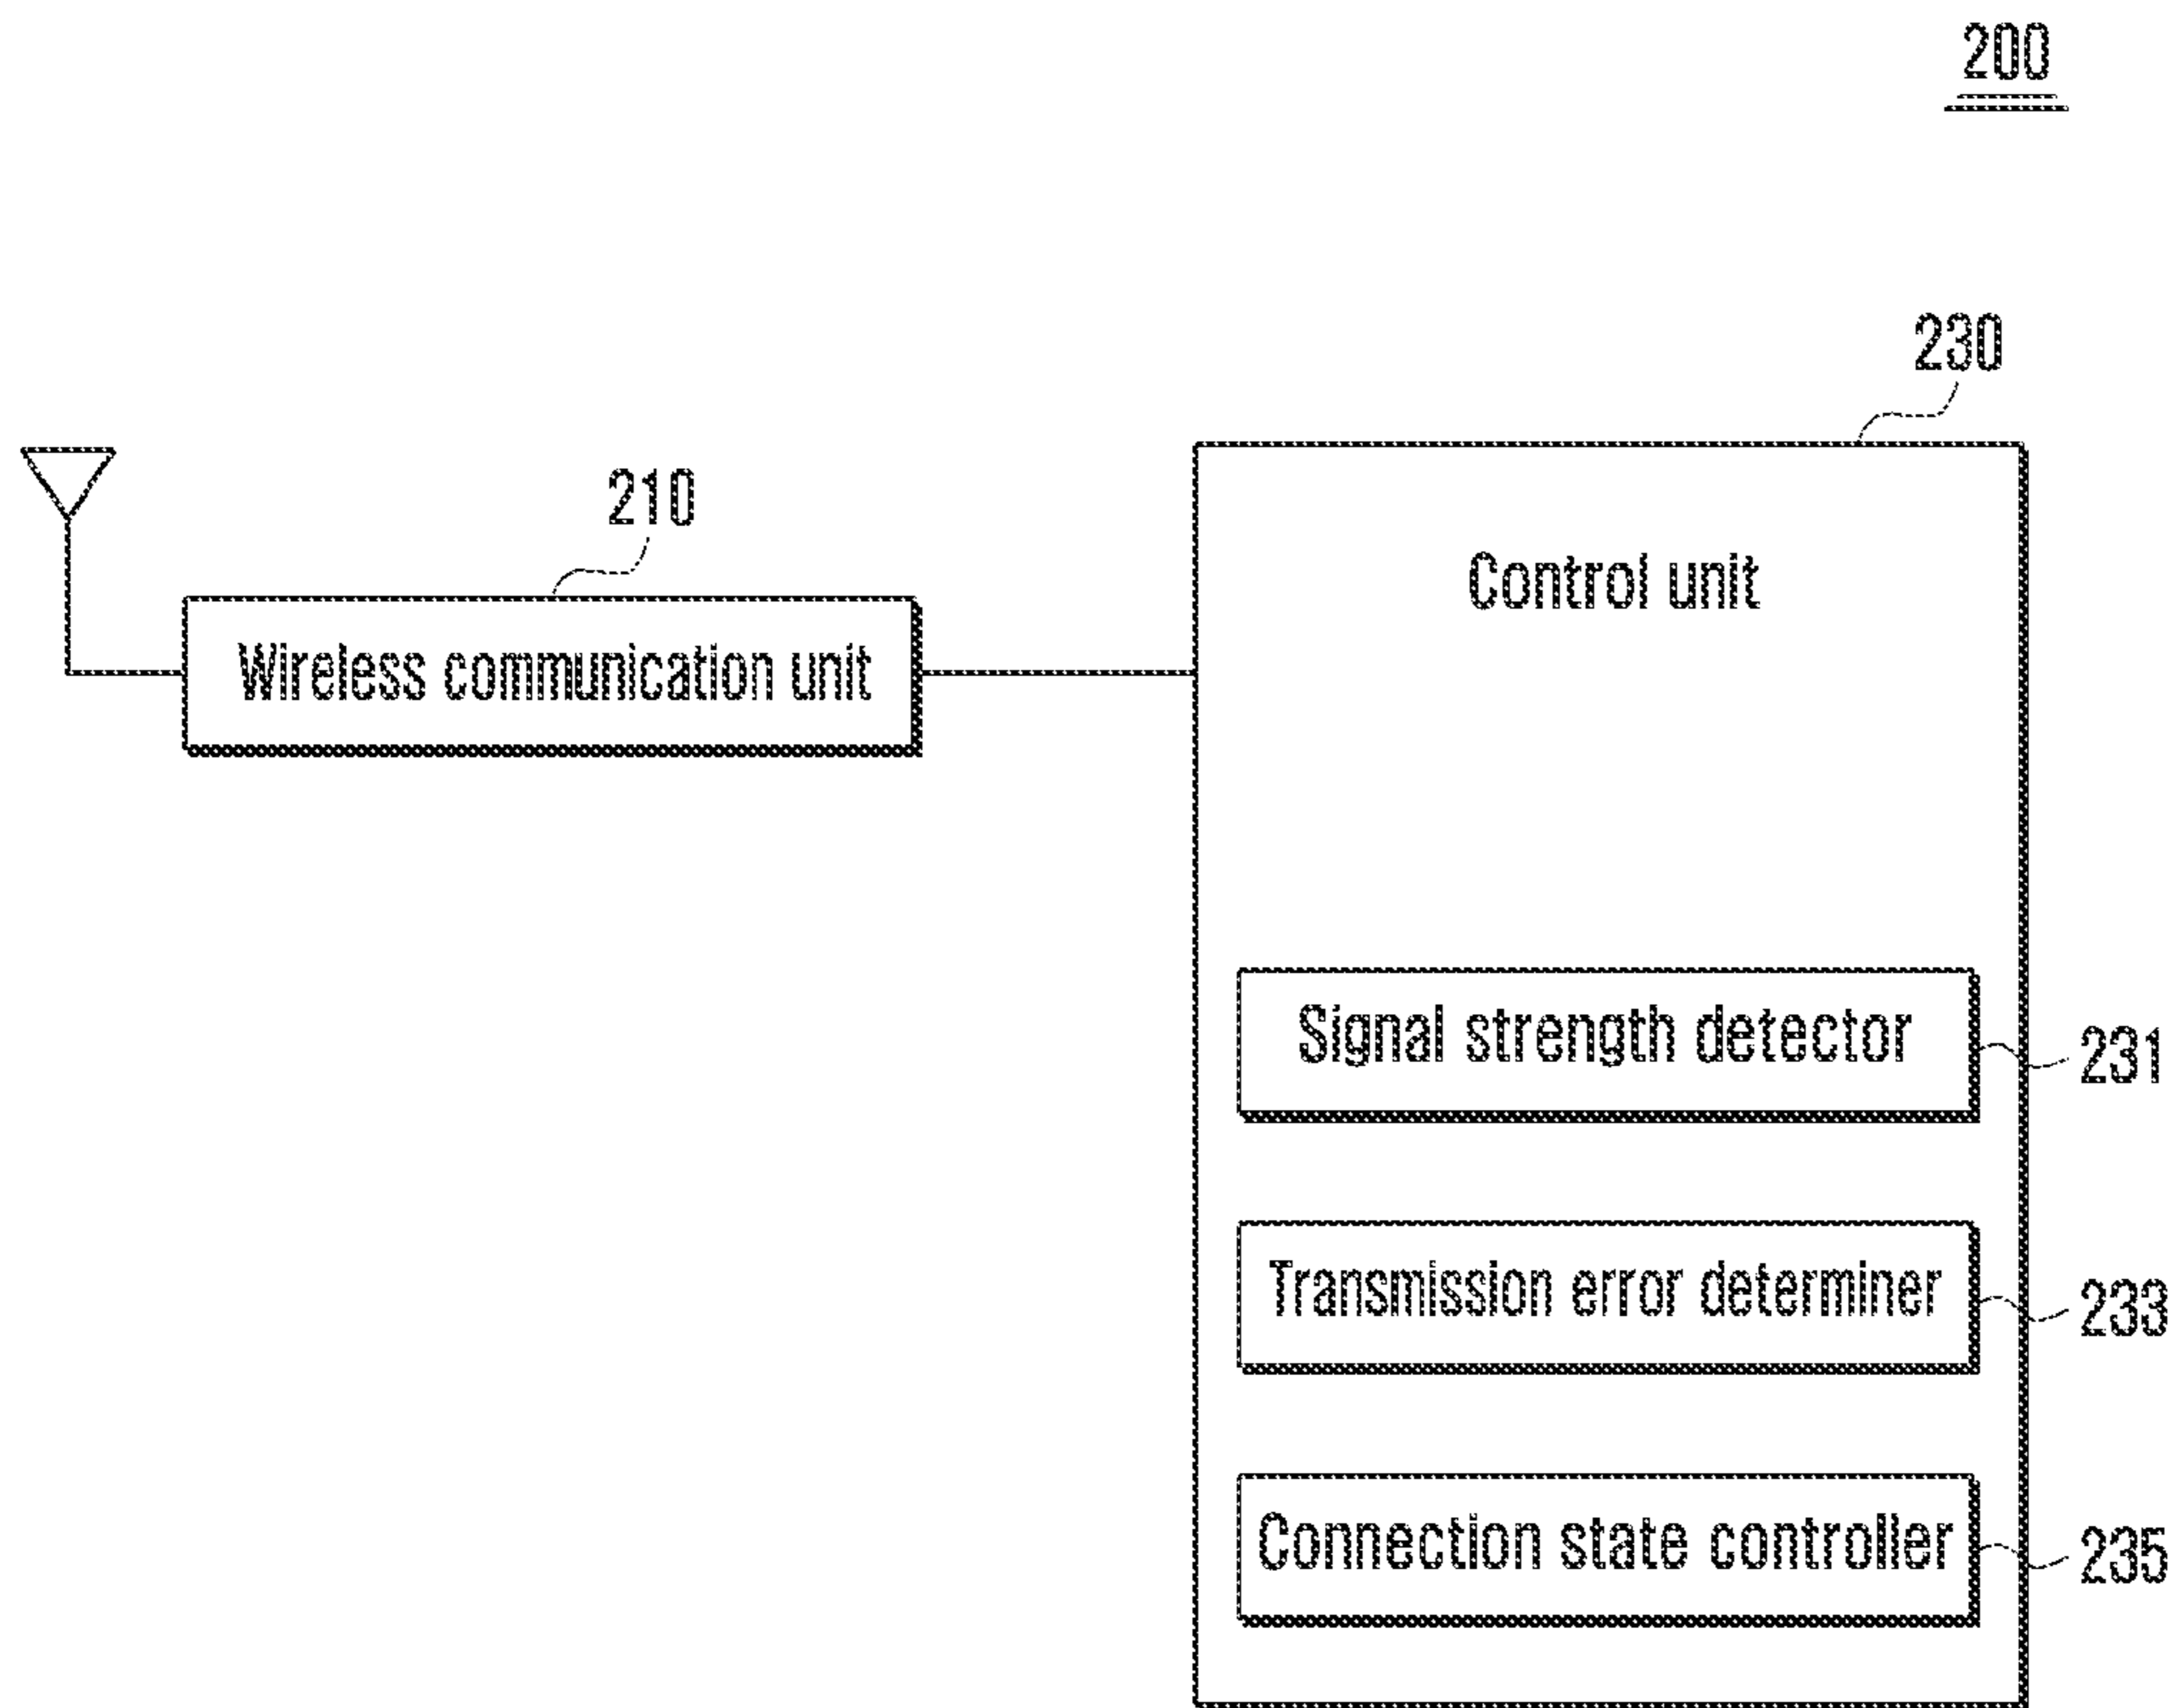 200
230
210
Control unit
Wireless communication unit
Signal strength detector
231
Transmission error determiner
233
Connection state controller
235